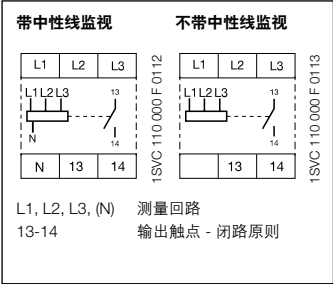 带中性线监视
不带中性线监视
L1 L2 L3
L1 L2 L3
13
14
N
N 13 14
1SVC 110 000 F 0112
L1 L2 L3
L1 L2 L3
13
14
13 14
1SVC 110 000 F 0113
L1, L2, L3, (N) 测量回路
13-14 输出触点 - 闭路原则